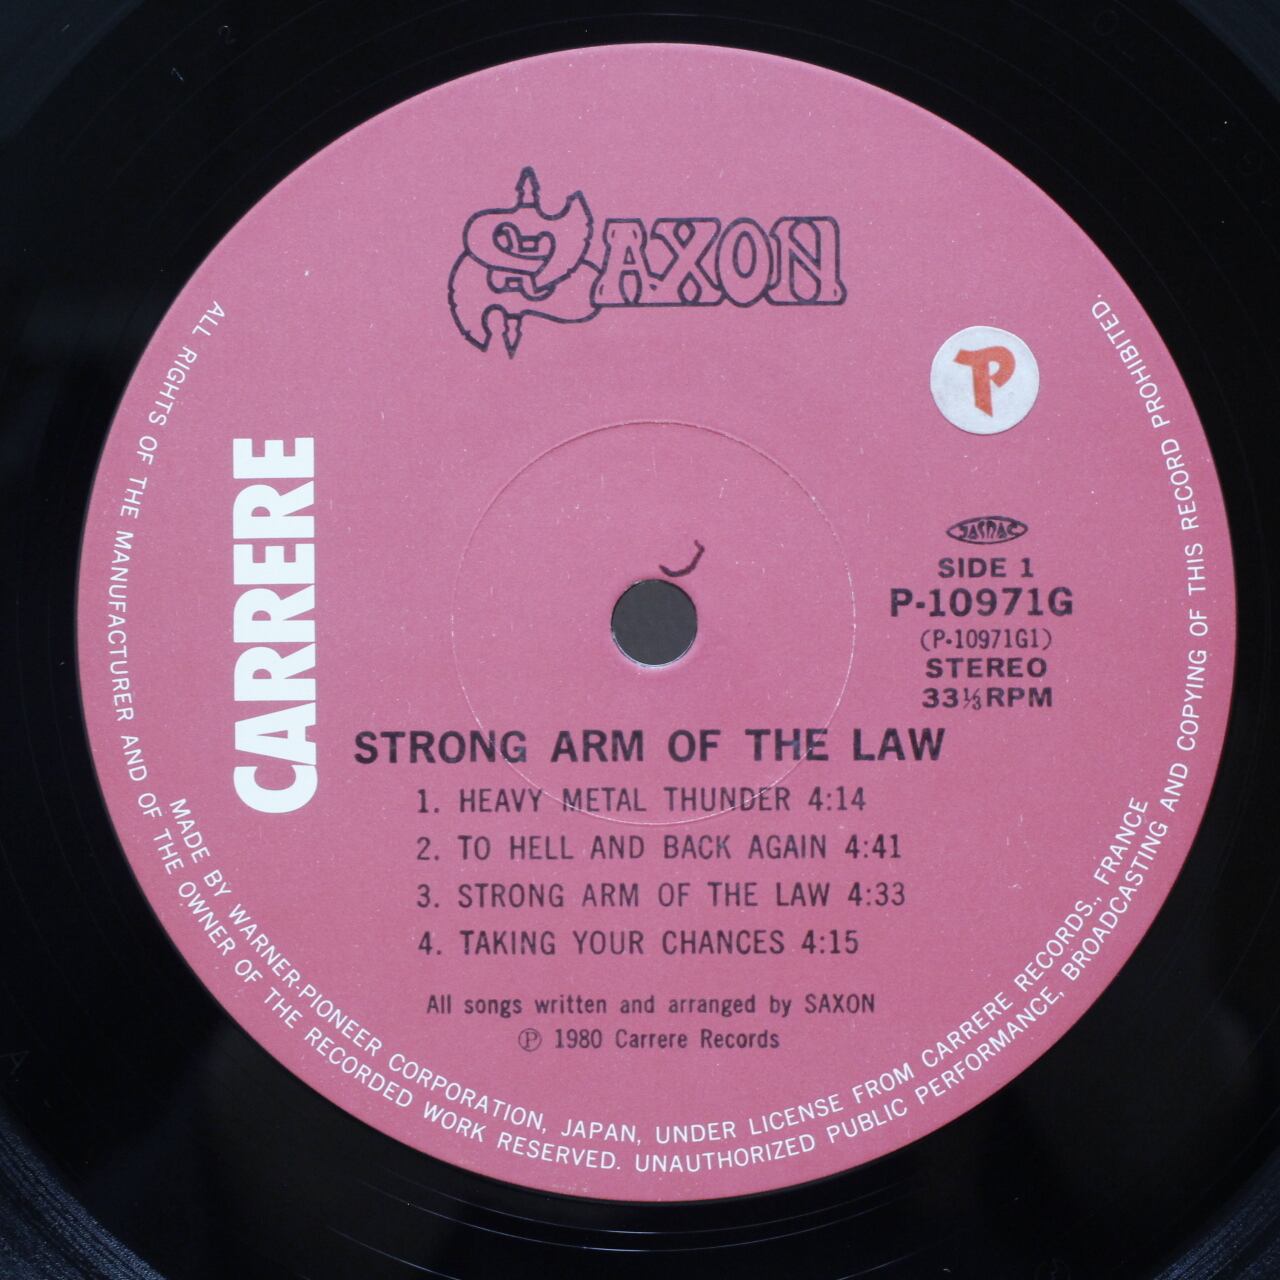 SAXON
P
CARRERE
JASRAC
SIDE 1
P-10971G
(P-10971G1)
STEREO
33⅓RPM
STRONG ARM OF THE LAW
1. HEAVY METAL THUNDER 4:14
2. TO HELL AND BACK AGAIN 4:41
3. STRONG ARM OF THE LAW 4:33
4. TAKING YOUR CHANCES 4:15
All songs written and arranged by SAXON
Ⓟ 1980 Carrere Records
MADE BY WARNER-PIONEER CORPORATION, JAPAN, UNDER LICENSE FROM CARRERE RECORDS., FRANCE
ALL RIGHTS OF THE MANUFACTURER AND OF THE OWNER OF THE RECORDED WORK RESERVED. UNAUTHORIZED PUBLIC PERFORMANCE, BROADCASTING AND COPYING OF THIS RECORD PROHIBITED.